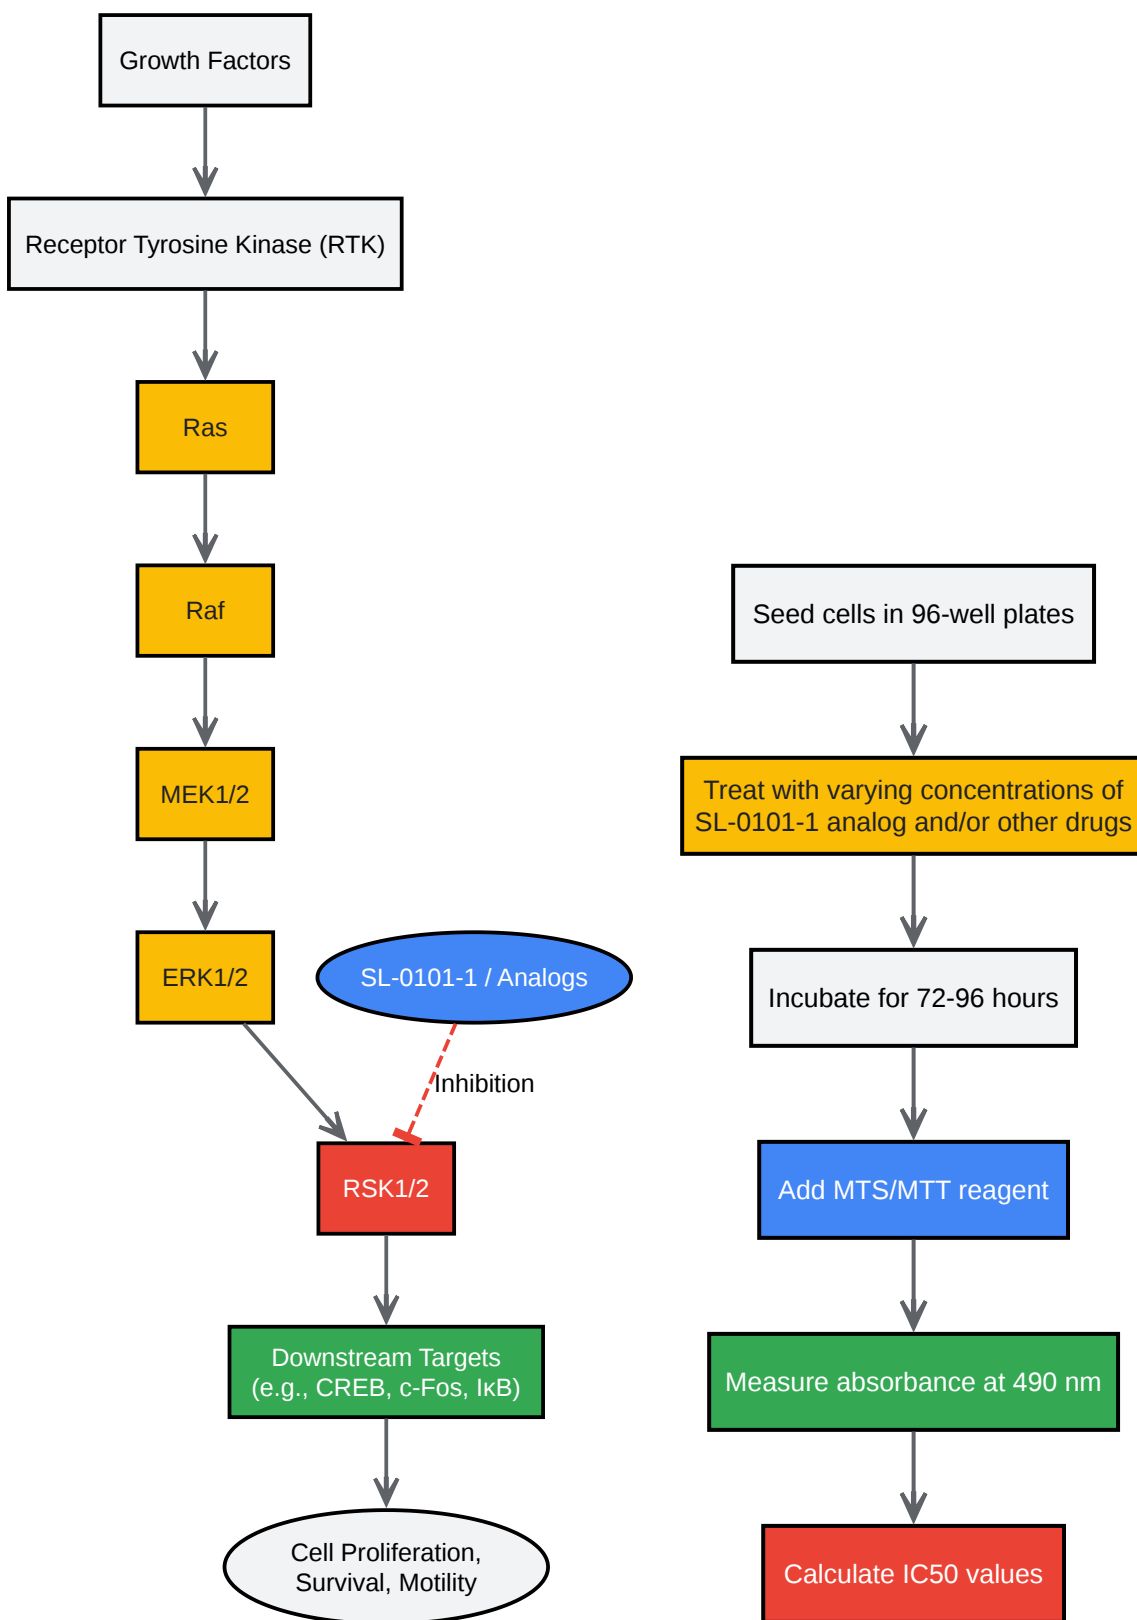 Growth Factors
Receptor Tyrosine Kinase (RTK)
Ras
Raf
MEK1/2
ERK1/2
SL-0101-1 / Analogs
Inhibition
RSK1/2
Downstream Targets
(e.g., CREB, c-Fos, IκB)
Cell Proliferation,
Survival, Motility
Seed cells in 96-well plates
Treat with varying concentrations of
SL-0101-1 analog and/or other drugs
Incubate for 72-96 hours
Add MTS/MTT reagent
Measure absorbance at 490 nm
Calculate IC50 values